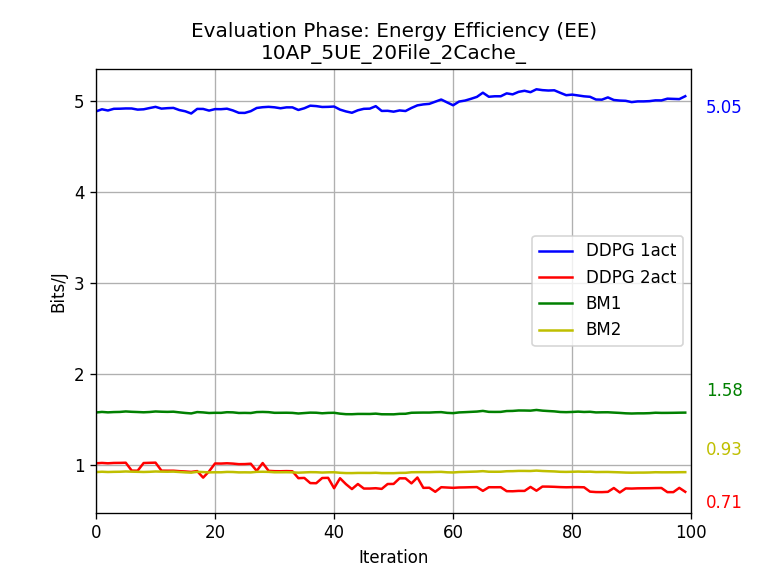 Evaluation Phase: Energy Efficiency (EE)
10AP_5UE_20File_2Cache_
5
4
3
2
1
Bits/J
DDPG 1act
DDPG 2act
BM1
BM2
5.05
1.58
0.93
0.71
0 20 40 60 80 100
Iteration